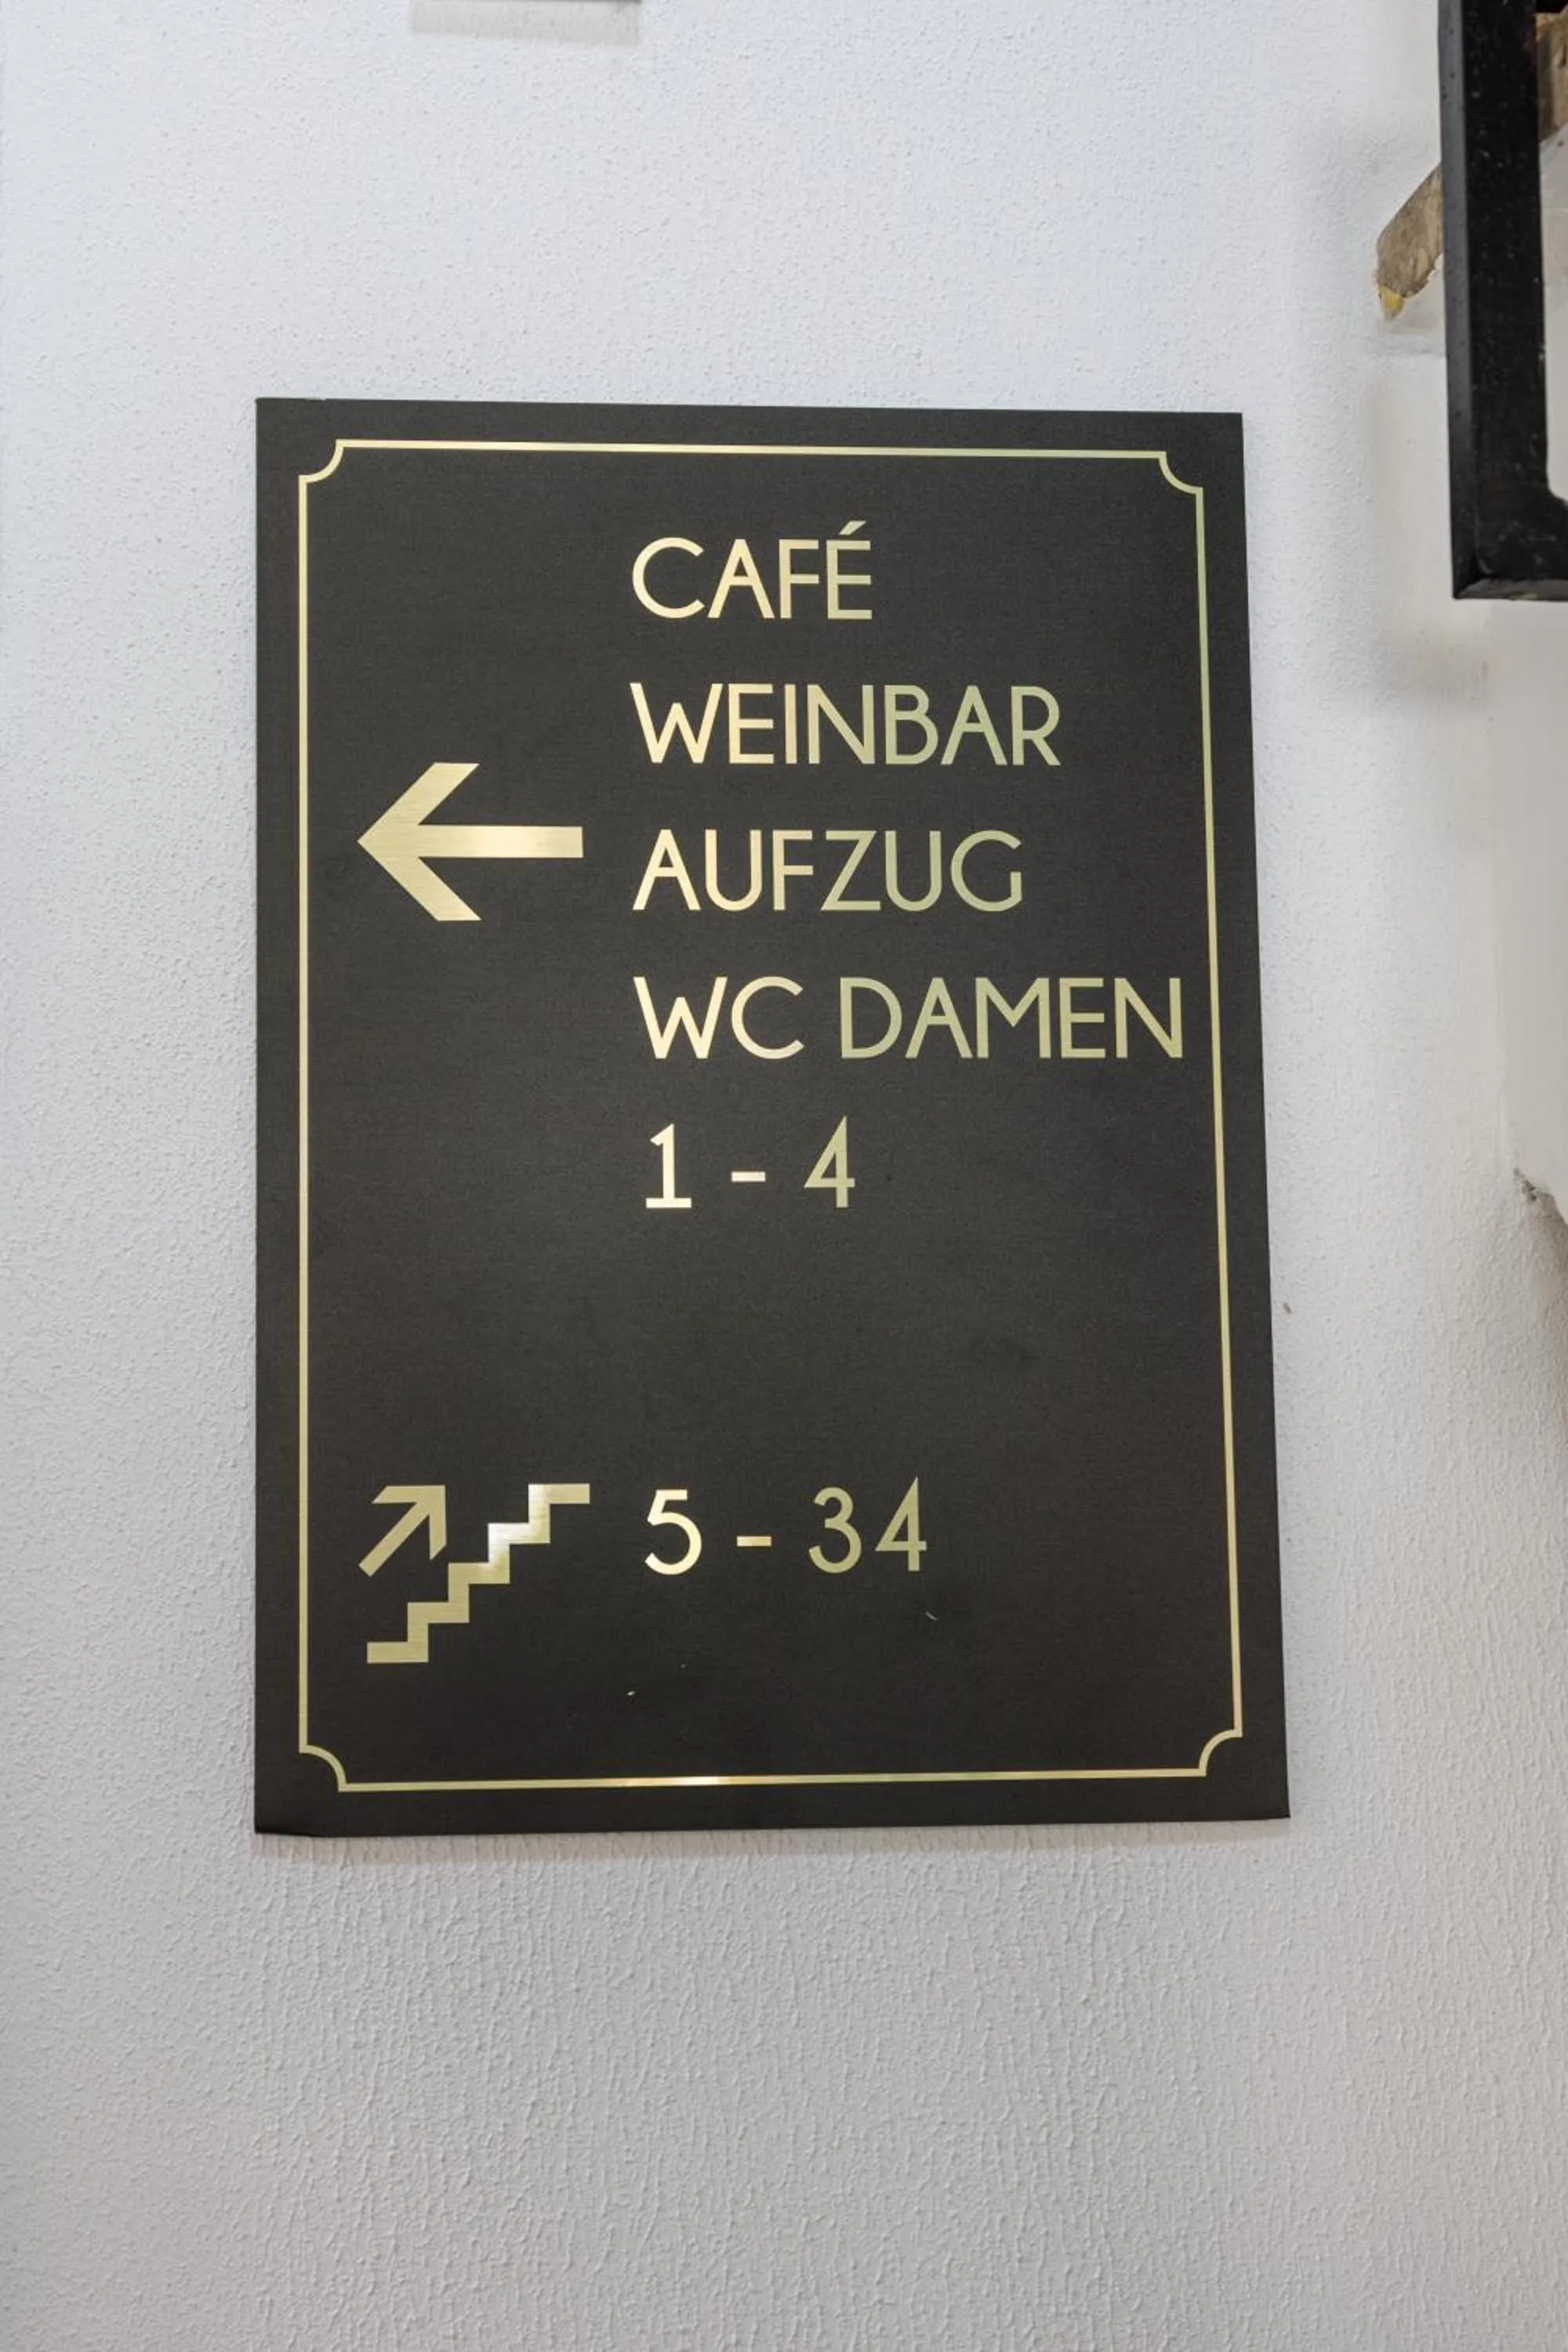 CAFÉ
WEINBAR
AUFZUG
WC DAMEN
1 - 4
5 - 34